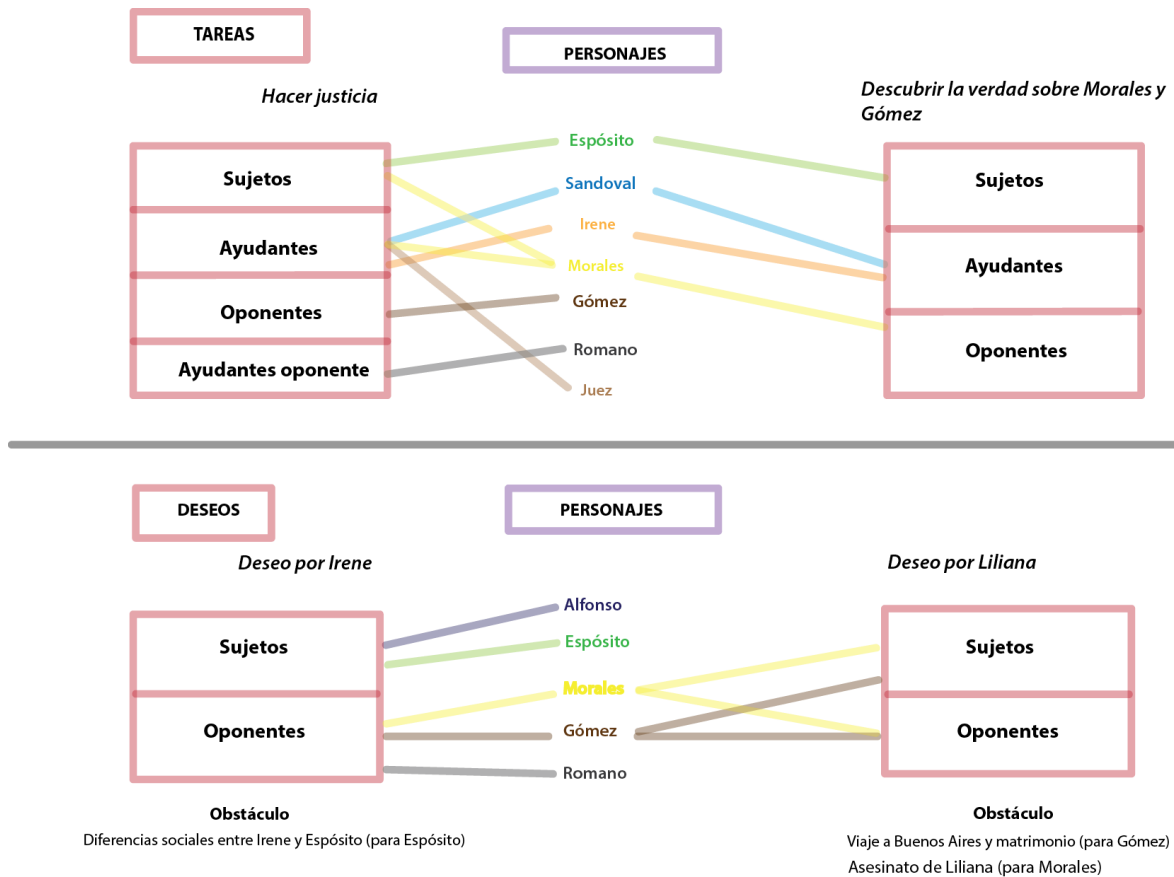 TAREAS
PERSONAJES
Hacer justicia
Descubrir la verdad sobre Morales y
Gómez
Sujetos
Ayudantes
Oponentes
Ayudantes oponente
Espósito
Sandoval
Irene
Morales
Gómez
Romano
Juez
Sujetos
Ayudantes
Oponentes
DESEOS
PERSONAJES
Deseo por Irene
Deseo por Liliana
Sujetos
Oponentes
Alfonso
Espósito
Morales
Gómez
Romano
Sujetos
Oponentes
Obstáculo
Diferencias sociales entre Irene y Espósito (para Espósito)
Obstáculo
Viaje a Buenos Aires y matrimonio (para Gómez)
Asesinato de Liliana (para Morales)